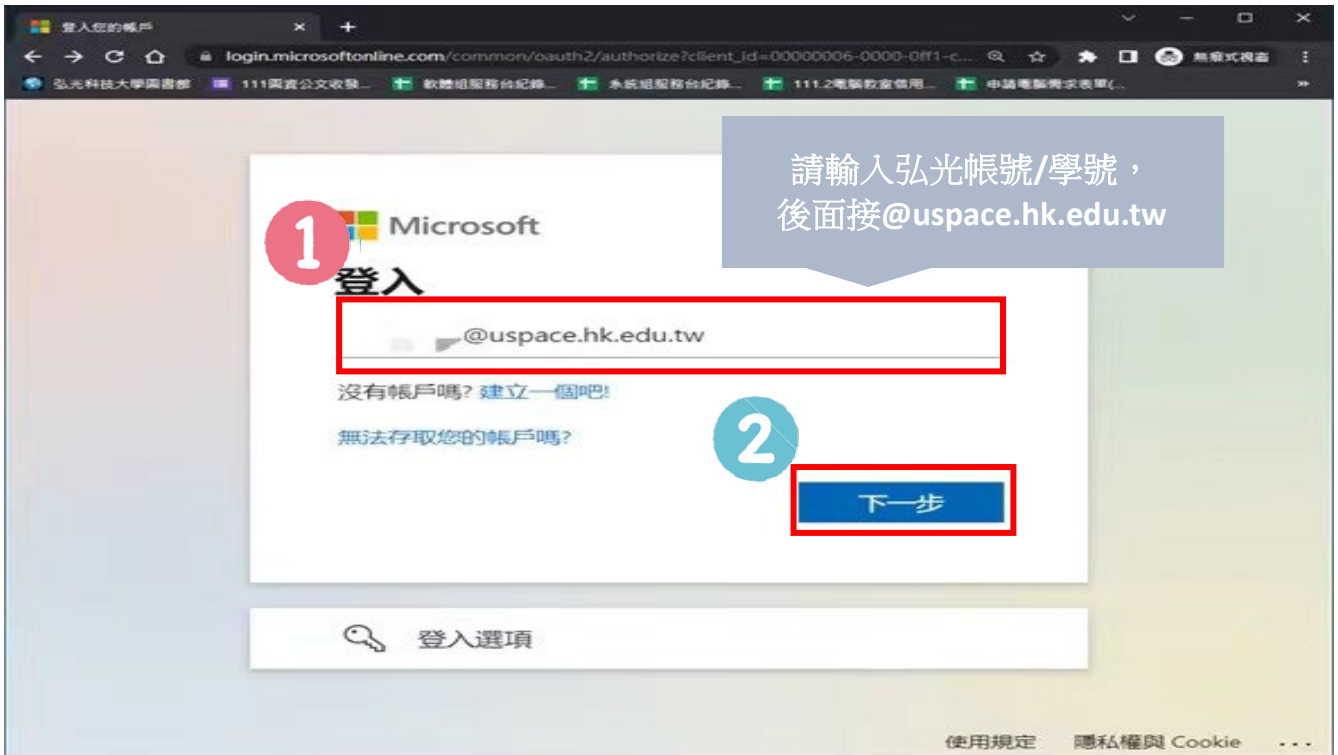 登入您的帳戶
login.microsoftonline.com/common/oauth2/authorize?client_id=00000006-0000-0ff1-c...
無痕式視窗
弘光科技大學圖書館
111圖資公文收發...
軟體組服務台紀錄...
系統組服務台紀錄...
111.2電腦教室借用...
申請電腦需求表單(...
請輸入弘光帳號/學號，
後面接@uspace.hk.edu.tw
1
Microsoft
登入
@uspace.hk.edu.tw
沒有帳戶嗎? 建立一個吧!
無法存取您的帳戶嗎?
2
下一步
登入選項
使用規定 隱私權與 Cookie ...